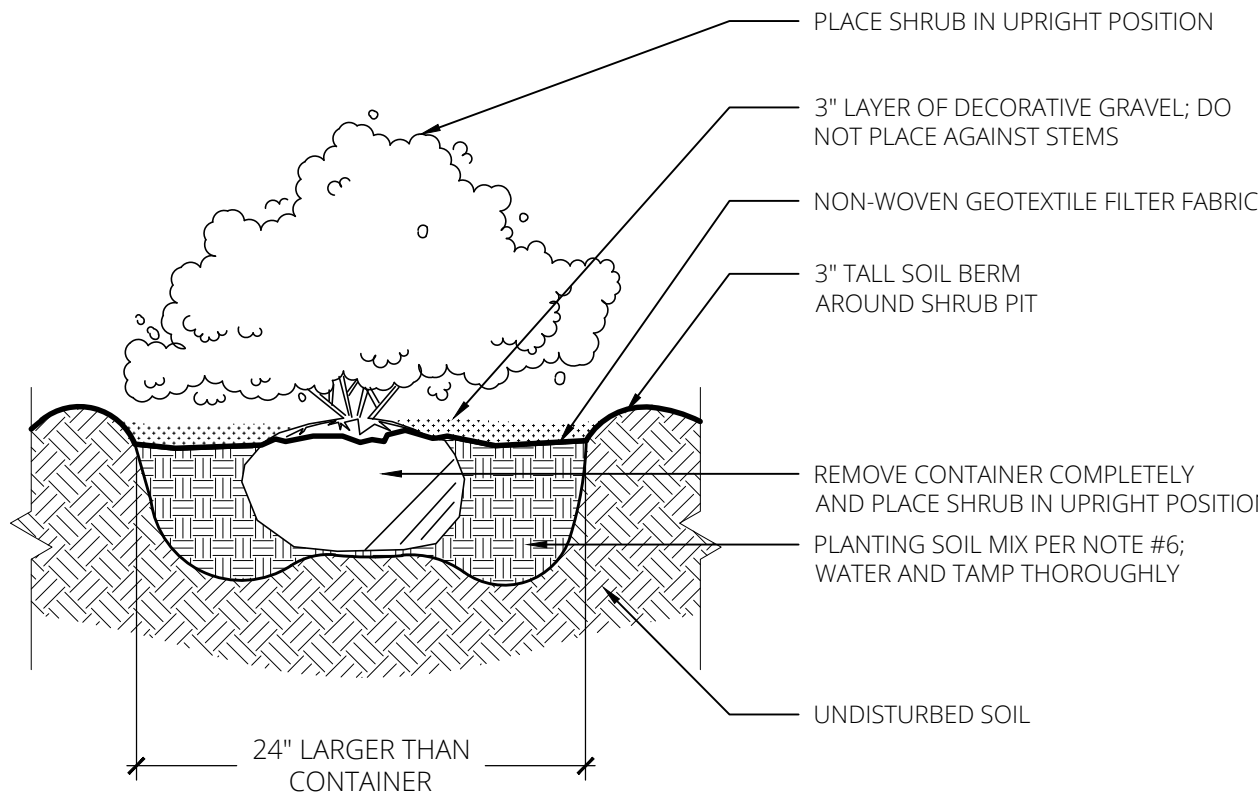 PLACE SHRUB IN UPRIGHT POSITION
3" LAYER OF DECORATIVE GRAVEL; DO
NOT PLACE AGAINST STEMS
NON-WOVEN GEOTEXTILE FILTER FABRIC
3" TALL SOIL BERM
AROUND SHRUB PIT
REMOVE CONTAINER COMPLETELY
AND PLACE SHRUB IN UPRIGHT POSITION
PLANTING SOIL MIX PER NOTE #6;
WATER AND TAMP THOROUGHLY
UNDISTURBED SOIL
24" LARGER THAN
CONTAINER